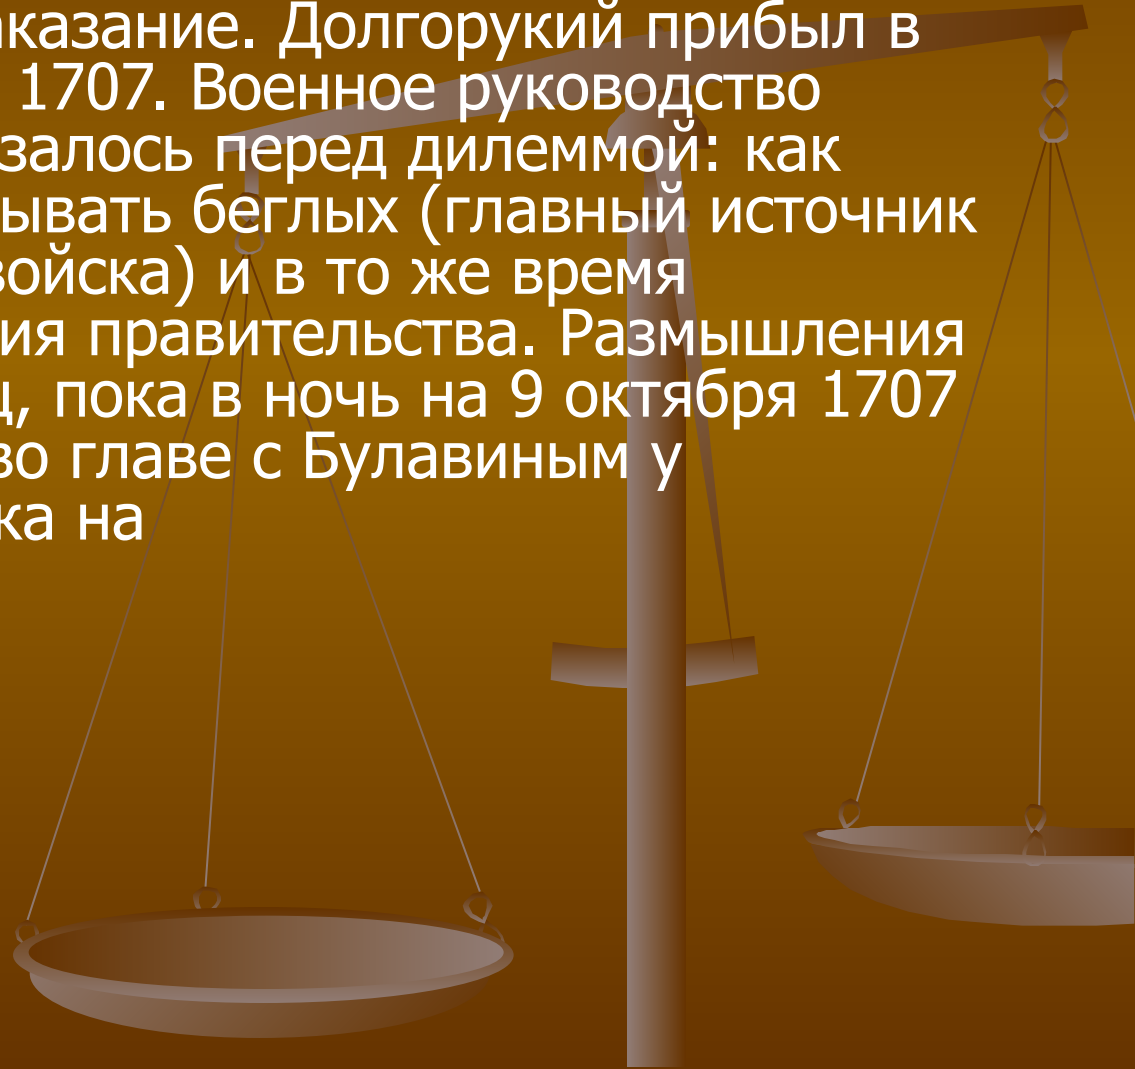 аказание. Долгорукий прибыл в
1707. Военное руководство
залось перед дилеммой: как
ывать беглых (главный источник
войска) и в то же время
ия правительства. Размышления
ц, пока в ночь на 9 октября 1707
во главе с Булавиным у
ка на